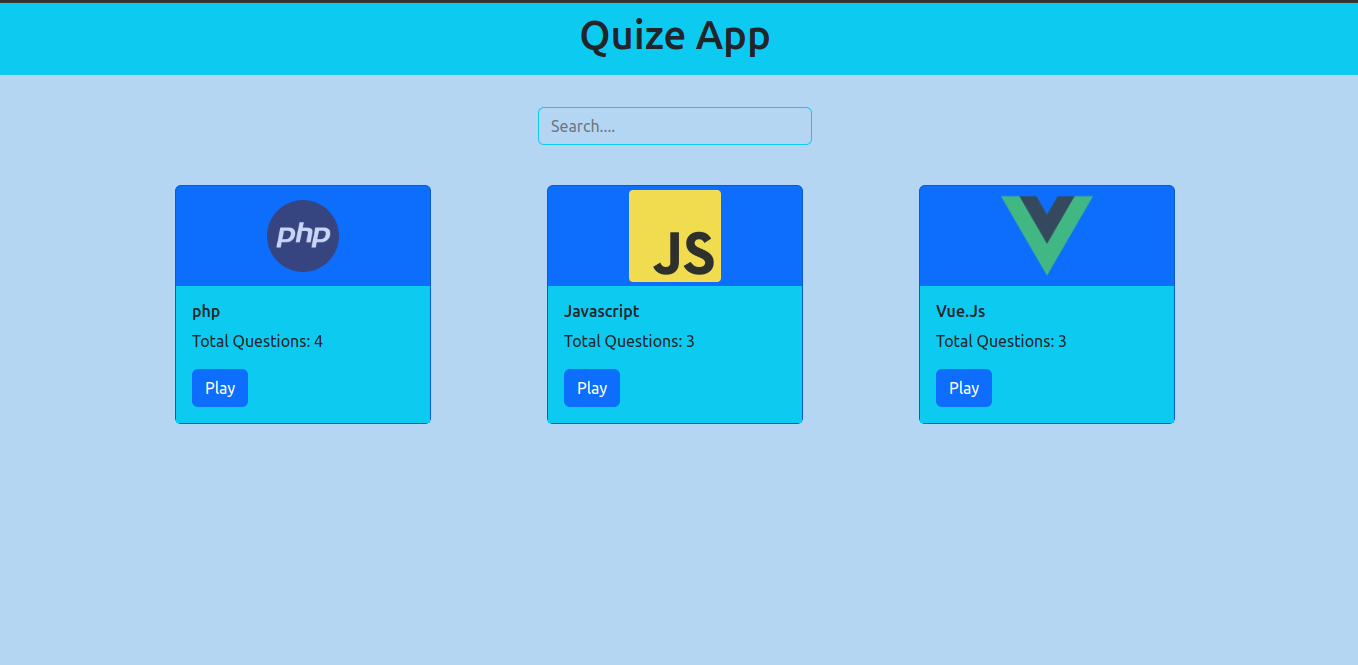 Quize App
Search....
php
JS
php
Javascript
Vue.Js
Total Questions: 4
Total Questions: 3
Total Questions: 3
Play
Play
Play